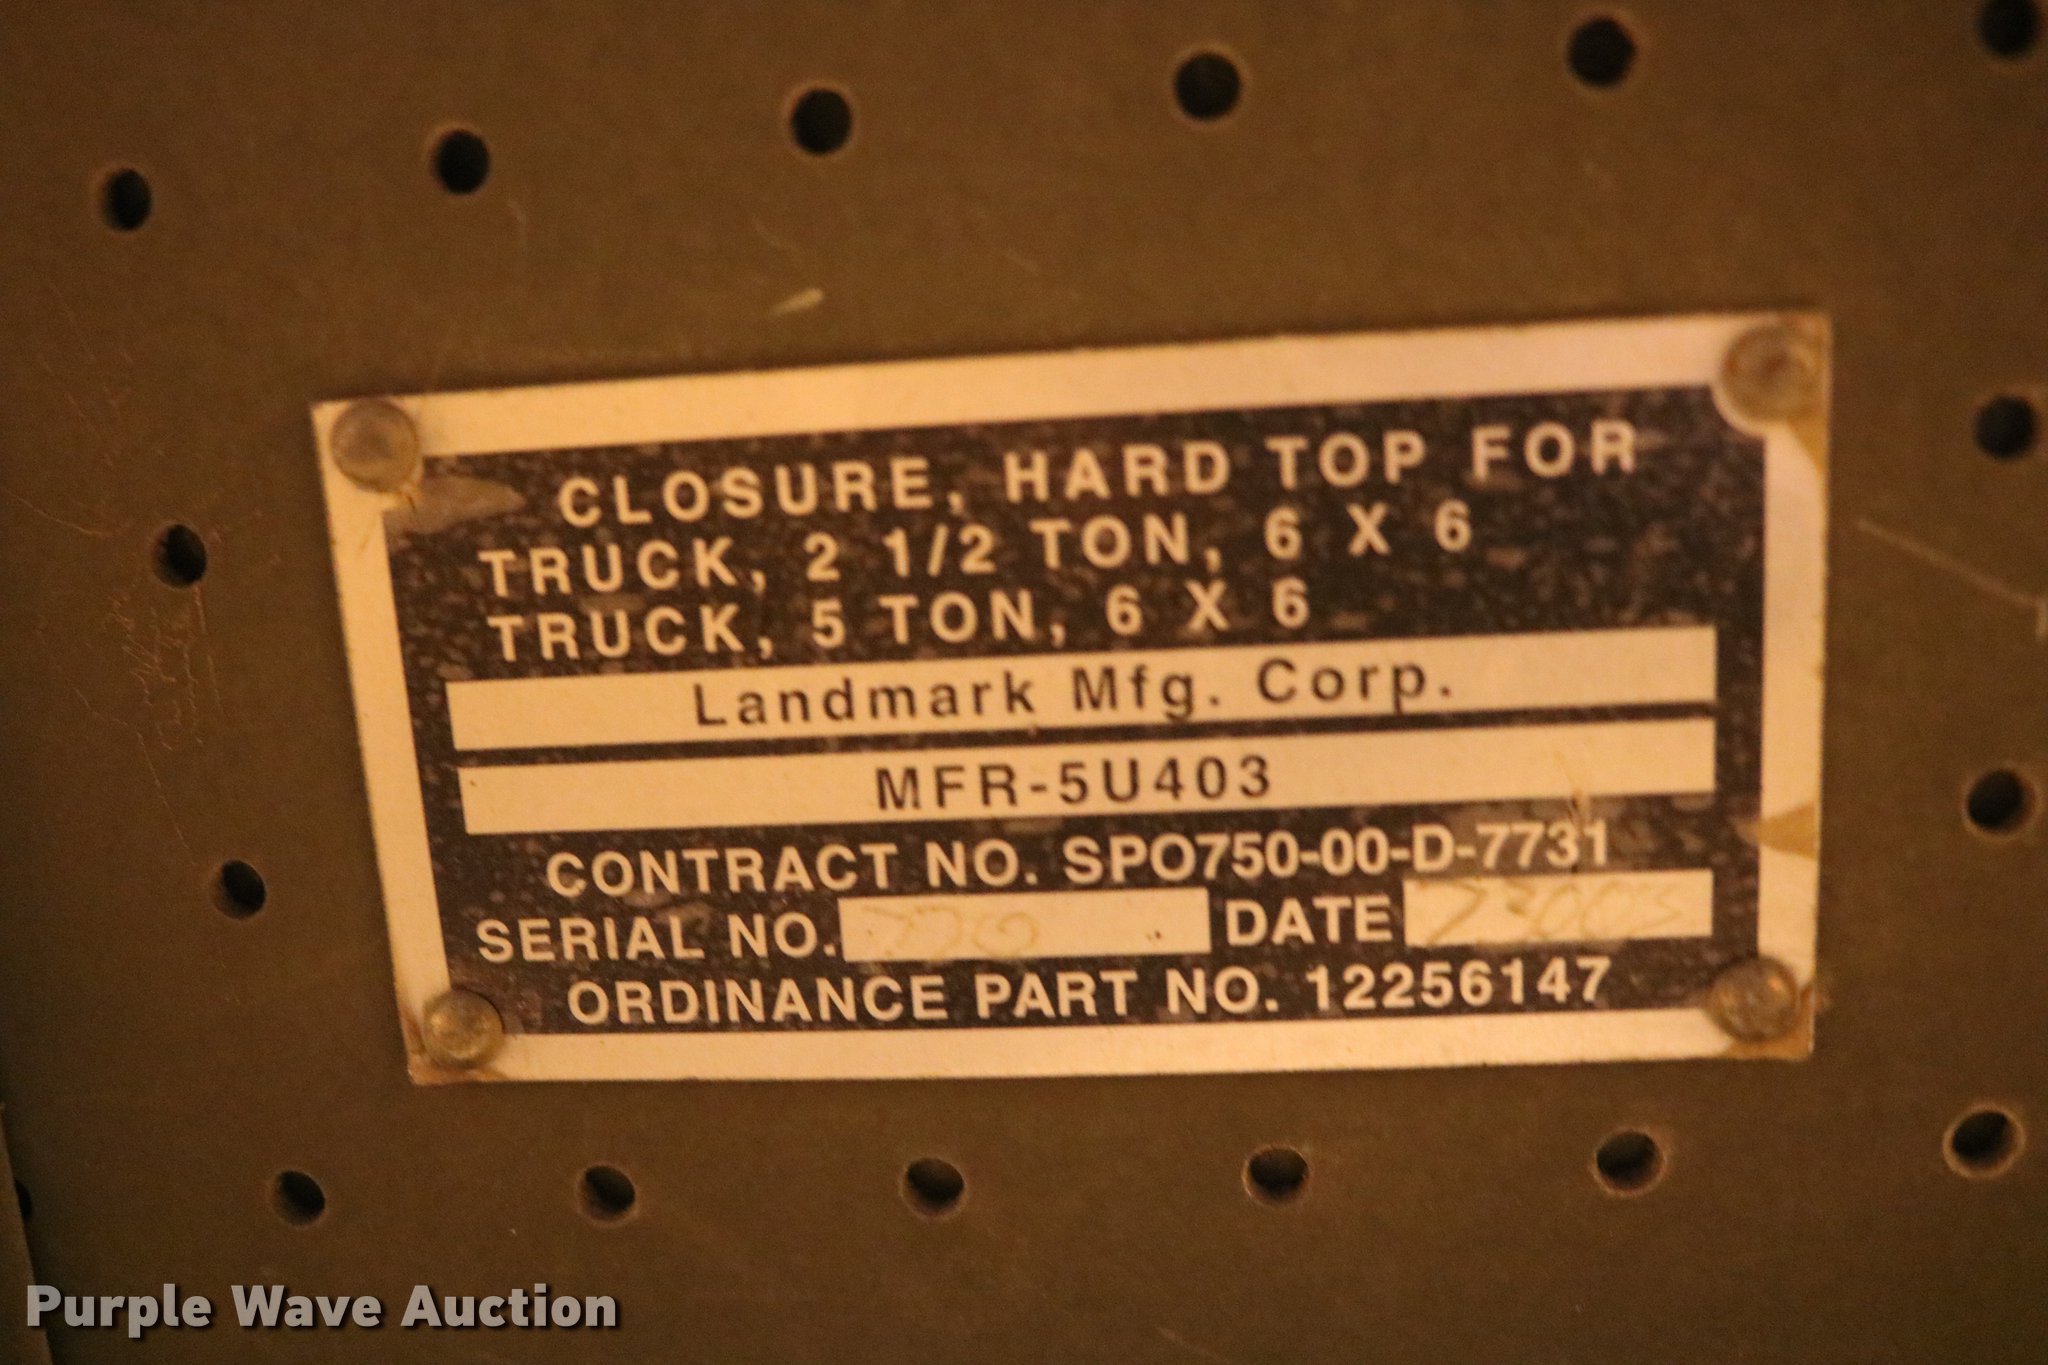 CLOSURE, HARD TOP FOR
TRUCK, 2 1/2 TON, 6 X 6
TRUCK, 5 TON, 6 X 6
Landmark Mfg. Corp.
MFR-5U403
CONTRACT NO. SPO750-00-D-7731
SERIAL NO. DATE
ORDINANCE PART NO. 12256147
Purple Wave Auction